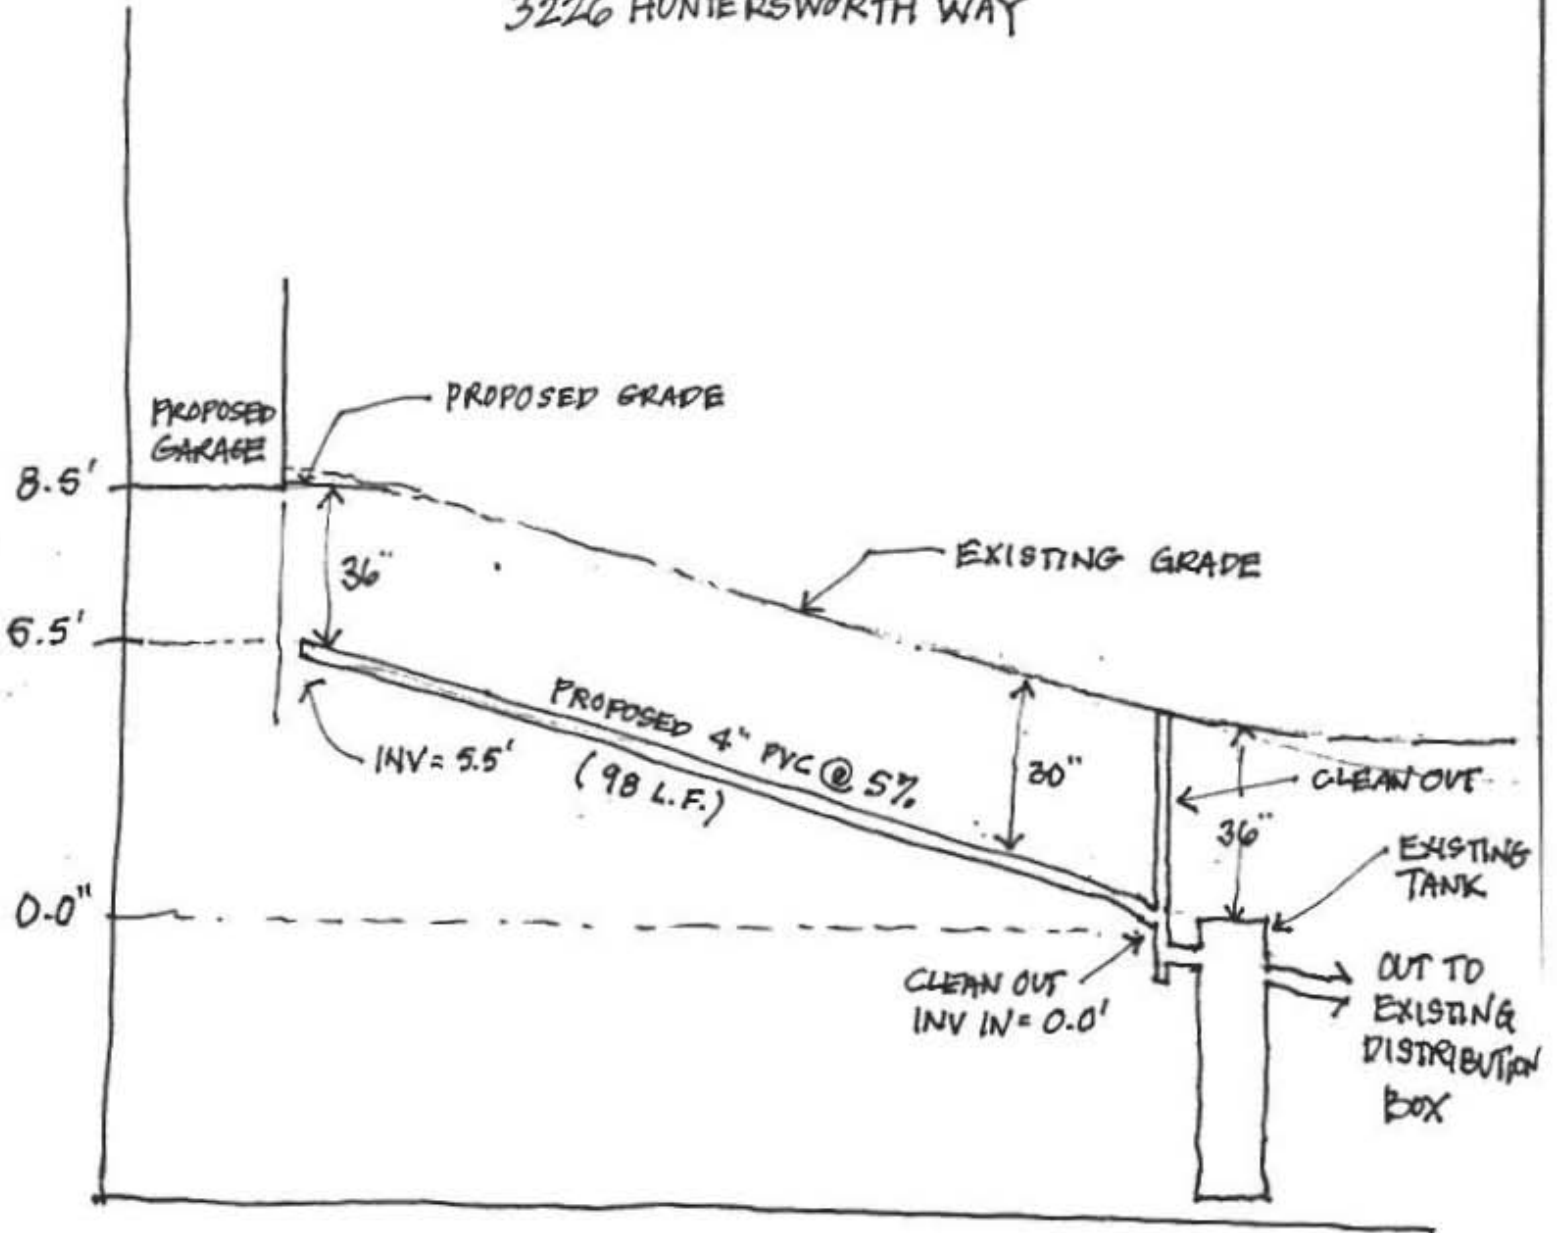 3226 HUNTERSWORTH WAY
PROPOSED GRADE
PROPOSED
GARAGE
8.5'
36"
EXISTING GRADE
5.5'
INV = 5.5'
PROPOSED 4" PVC @ 5%
(98 L.F.)
30"
CLEAN OUT
36"
EXISTING
TANK
0.0"
CLEAN OUT
INV IN = 0.0'
OUT TO
EXISTING
DISTRIBUTION
BOX